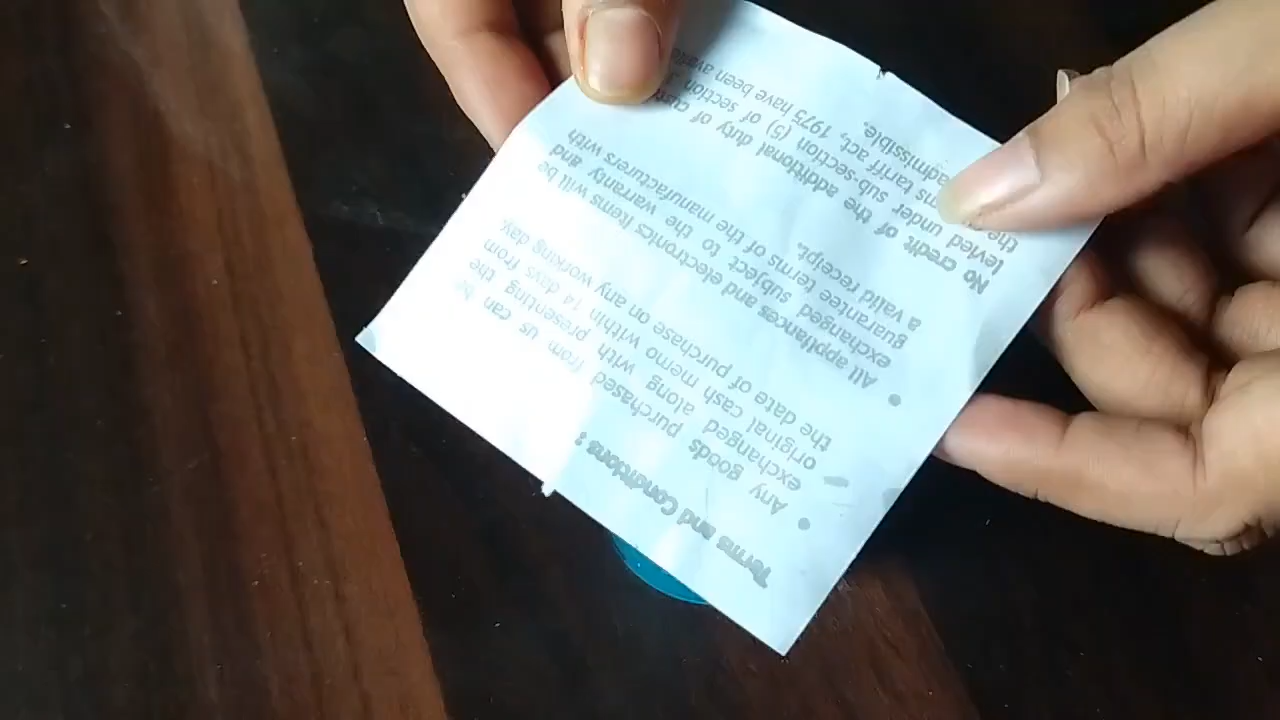 Terms and Conditions :
• Any goods purchased from us can be
exchanged along with presenting the
original cash memo within 14 days from
the date of purchase on any working day.
• All appliances and electronics items will be
exchanged subject to the warranty and
guarantee terms of the manufacturers with
a valid receipt.
No credit of the additional duty of
levied under sub-section (5) of section
the tariff act, 1975 have been
admissible.